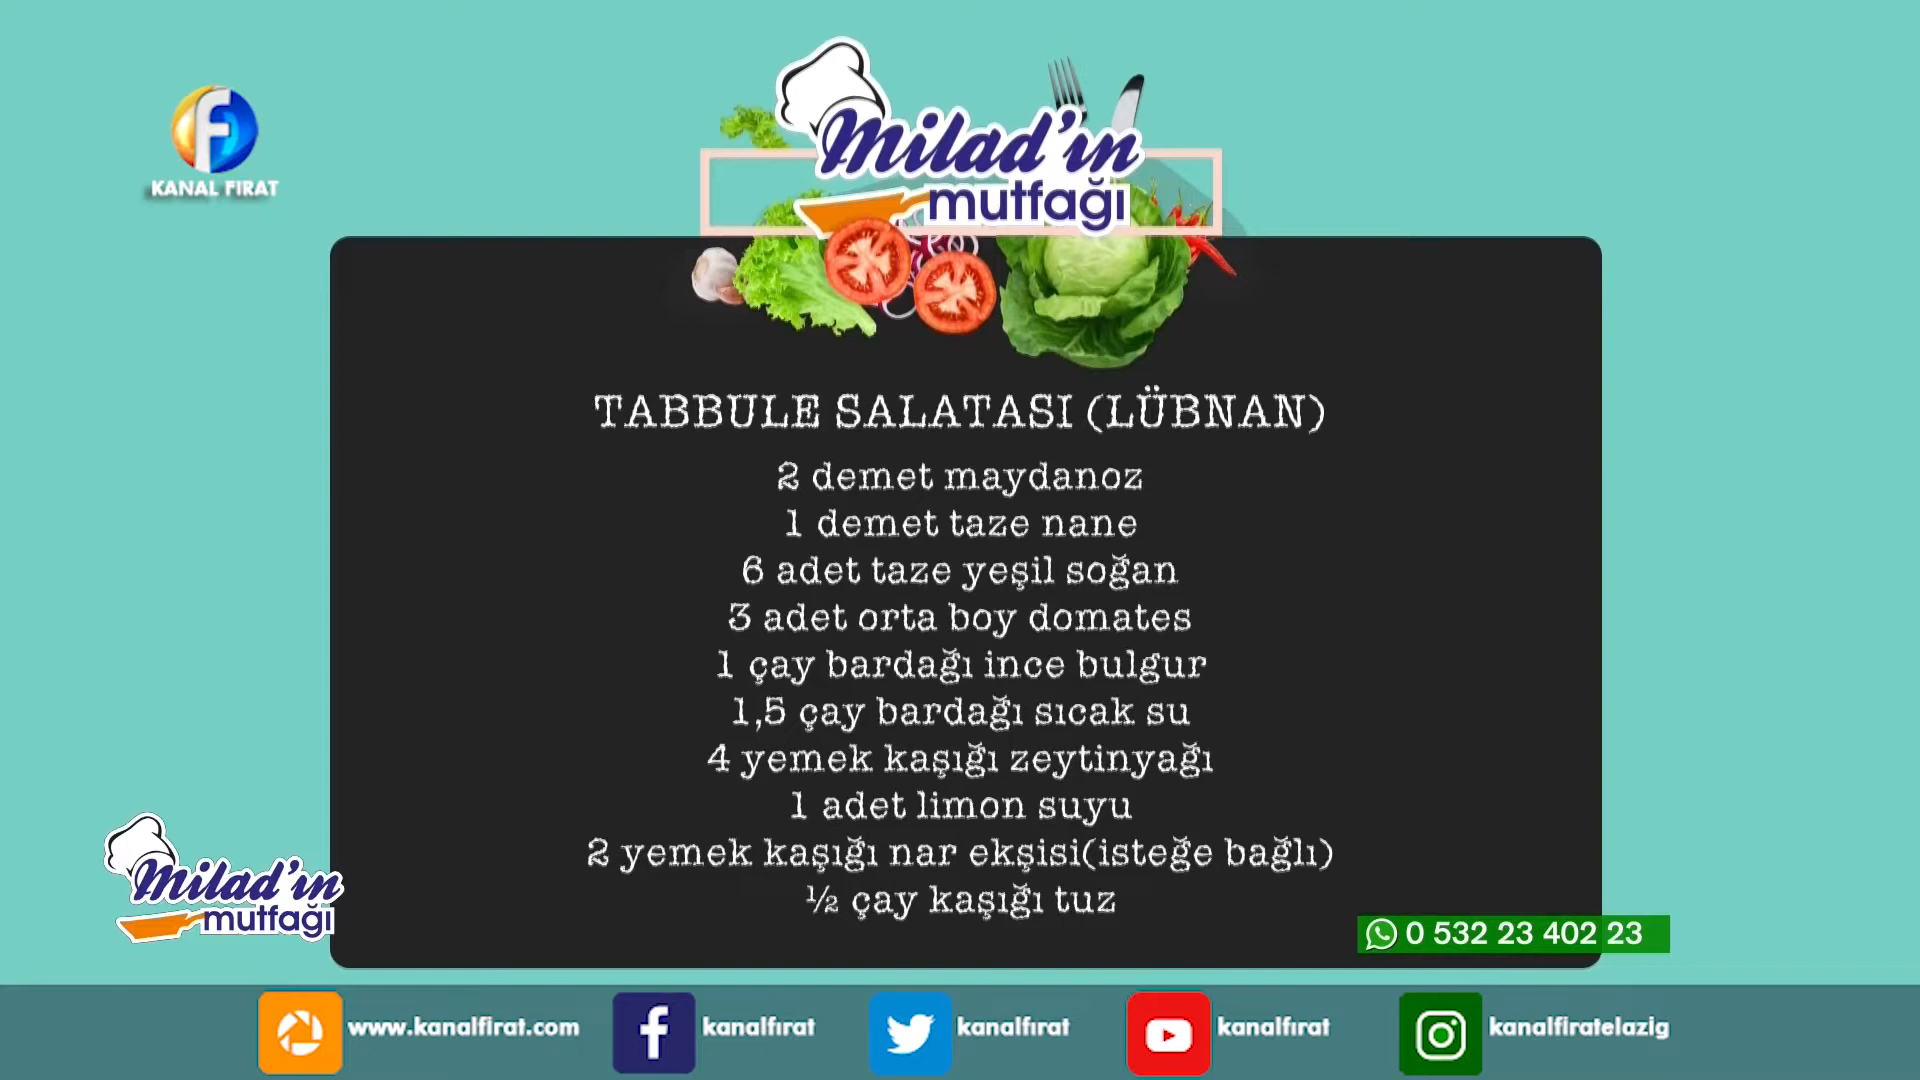 KANAL FIRAT
Milad'ın
mutfağı
TABBULE SALATASI (LÜBNAN)
2 demet maydanoz
1 demet taze nane
6 adet taze yeşil soğan
3 adet orta boy domates
1 çay bardağı ince bulgur
1,5 çay bardağı sıcak su
4 yemek kaşığı zeytinyağı
1 adet limon suyu
2 yemek kaşığı nar ekşisi(isteğe bağlı)
½ çay kaşığı tuz
Milad'ın
mutfağı
0 532 23 402 23
www.kanalfirat.com
kanalfırat
kanalfırat
kanalfırat
kanalfiratelazig